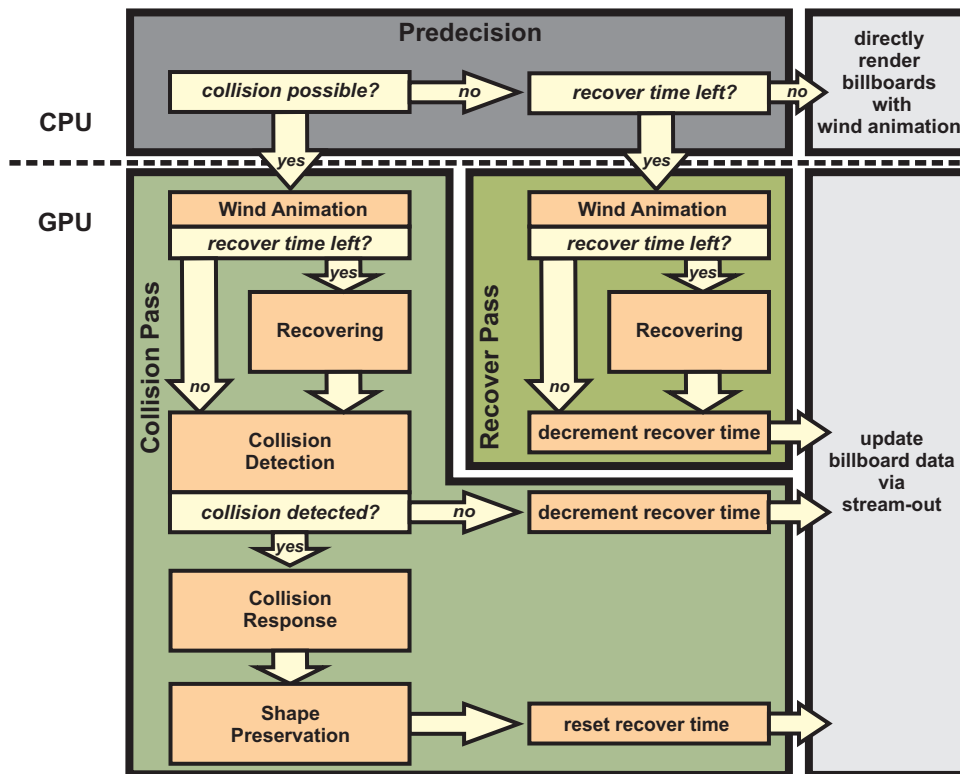 Predecision
collision possible?
no
recover time left?
no
directly
render
billboards
with
wind animation
CPU
yes
yes
GPU
Collision Pass
Wind Animation
recover time left?
yes
Recovering
no
Collision
Detection
collision detected?
no
decrement recover time
yes
Collision
Response
Shape
Preservation
reset recover time
Recover Pass
Wind Animation
recover time left?
yes
Recovering
no
decrement recover time
update
billboard data
via
stream-out